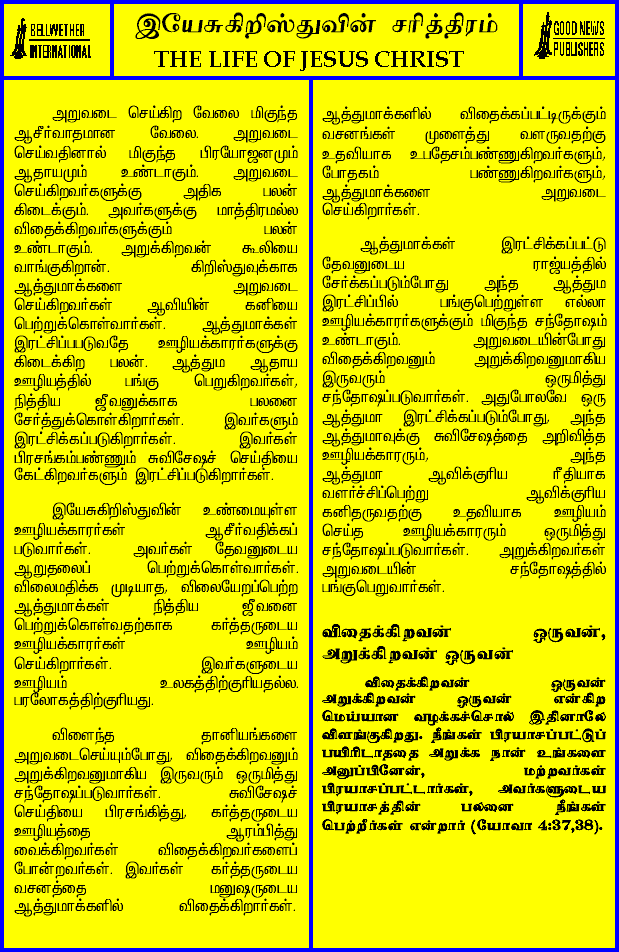 BELLWETHER
INTERNATIONAL
இயேசுகிறிஸ்துவின் சரித்திரம்
THE LIFE OF JESUS CHRIST
GOOD NEWS
PUBLISHERS
அறுவடை செய்கிற வேலை மிகுந்த
ஆசீர்வாதமான வேலை. அறுவடை
செய்வதினால் மிகுந்த பிரயோஜனமும்
ஆதாயமும் உண்டாகும். அறுவடை
செய்கிறவர்களுக்கு அதிக பலன்
கிடைக்கும். அவர்களுக்கு மாத்திரமல்ல
விதைக்கிறவர்களுக்கும் பலன்
உண்டாகும். அறுக்கிறவன் கூலியை
வாங்குகிறான். கிறிஸ்துவுக்காக
ஆத்துமாக்களை அறுவடை
செய்கிறவர்கள் ஆவியின் கனியை
பெற்றுக்கொள்வார்கள். ஆத்துமாக்கள்
இரட்சிப்பபடுவதே ஊழியக்காரர்களுக்கு
கிடைக்கிற பலன். ஆத்தும ஆதாய
ஊழியத்தில் பங்கு பெறுகிறவர்கள்,
நித்திய ஜீவனுக்காக பலனை
சேர்த்துக்கொள்கிறார்கள். இவர்களும்
இரட்சிக்கப்படுகிறார்கள். இவர்கள்
பிரசங்கம்பண்ணும் சுவிசேஷச் செய்தியை
கேட்கிறவர்களும் இரட்சிப்படுகிறார்கள்.
இயேசுகிறிஸ்துவின் உண்மையுள்ள
ஊழியக்காரர்கள் ஆசீர்வதிக்கப்
படுவார்கள். அவர்கள் தேவனுடைய
ஆறுதலைப் பெற்றுக்கொள்வார்கள்.
விலைமதிக்க முடியாத, விலையேறப்பெற்ற
ஆத்துமாக்கள் நித்திய ஜீவனை
பெற்றுக்கொள்வதற்காக கர்த்தருடைய
ஊழியக்காரர்கள் ஊழியம்
செய்கிறார்கள். இவர்களுடைய
ஊழியம் உலகத்திற்குரியதல்ல.
பரலோகத்திற்குரியது.
விளைந்த தானியங்களை
அறுவடைசெய்யும்போது, விதைக்கிறவனும்
அறுக்கிறவனுமாகிய இருவரும் ஒருமித்து
சந்தோஷப்படுவார்கள். சுவிசேஷச்
செய்தியை பிரசங்கித்து, கர்த்தருடைய
ஊழியத்தை ஆரம்பித்து
வைக்கிறவர்கள் விதைக்கிறவர்களைப்
போன்றவர்கள். இவர்கள் கர்த்தருடைய
வசனத்தை மனுஷருடைய
ஆத்துமாக்களில் விதைக்கிறார்கள்.
ஆத்துமாக்களில் விதைக்கப்பட்டிருக்கும்
வசனங்கள் முளைத்து வளருவதற்கு
உதவியாக உபதேசம்பண்ணுகிறவர்களும்,
போதகம் பண்ணுகிறவர்களும்,
ஆத்துமாக்களை அறுவடை
செய்கிறார்கள்.
ஆத்துமாக்கள் இரட்சிக்கப்பட்டு
தேவனுடைய ராஜ்யத்தில்
சேர்க்கப்படும்போது அந்த ஆத்தும
இரட்சிப்பில் பங்குபெற்றுள்ள எல்லா
ஊழியக்காரர்களுக்கும் மிகுந்த சந்தோஷம்
உண்டாகும். அறுவடையின்போது
விதைக்கிறவனும் அறுக்கிறவனுமாகிய
இருவரும் ஒருமித்து
சந்தோஷப்படுவார்கள். அதுபோலவே ஒரு
ஆத்துமா இரட்சிக்கப்படும்போது, அந்த
ஆத்துமாவுக்கு சுவிசேஷத்தை அறிவித்த
ஊழியக்காரரும், அந்த
ஆத்துமா ஆவிக்குரிய ரீதியாக
வளர்ச்சிப்பெற்று ஆவிக்குரிய
கனிதருவதற்கு உதவியாக ஊழியம்
செய்த ஊழியக்காரரும் ஒருமித்து
சந்தோஷப்படுவார்கள். அறுக்கிறவர்கள்
அறுவடையின் சந்தோஷத்தில்
பங்குபெறுவார்கள்.
விதைக்கிறவன் ஒருவன்,
அறுக்கிறவன் ஒருவன்
விதைக்கிறவன் ஒருவன்
அறுக்கிறவன் ஒருவன் என்கிற
மெய்யான வழக்கச்சொல் இதினாலே
விளங்குகிறது. நீங்கள் பிரயாசப்பட்டுப்
பயிரிடாததை அறுக்க நான் உங்களை
அனுப்பினேன், மற்றவர்கள்
பிரயாசப்பட்டார்கள், அவர்களுடைய
பிரயாசத்தின் பலனை நீங்கள்
பெற்றீர்கள் என்றார் (யோவா 4:37,38).